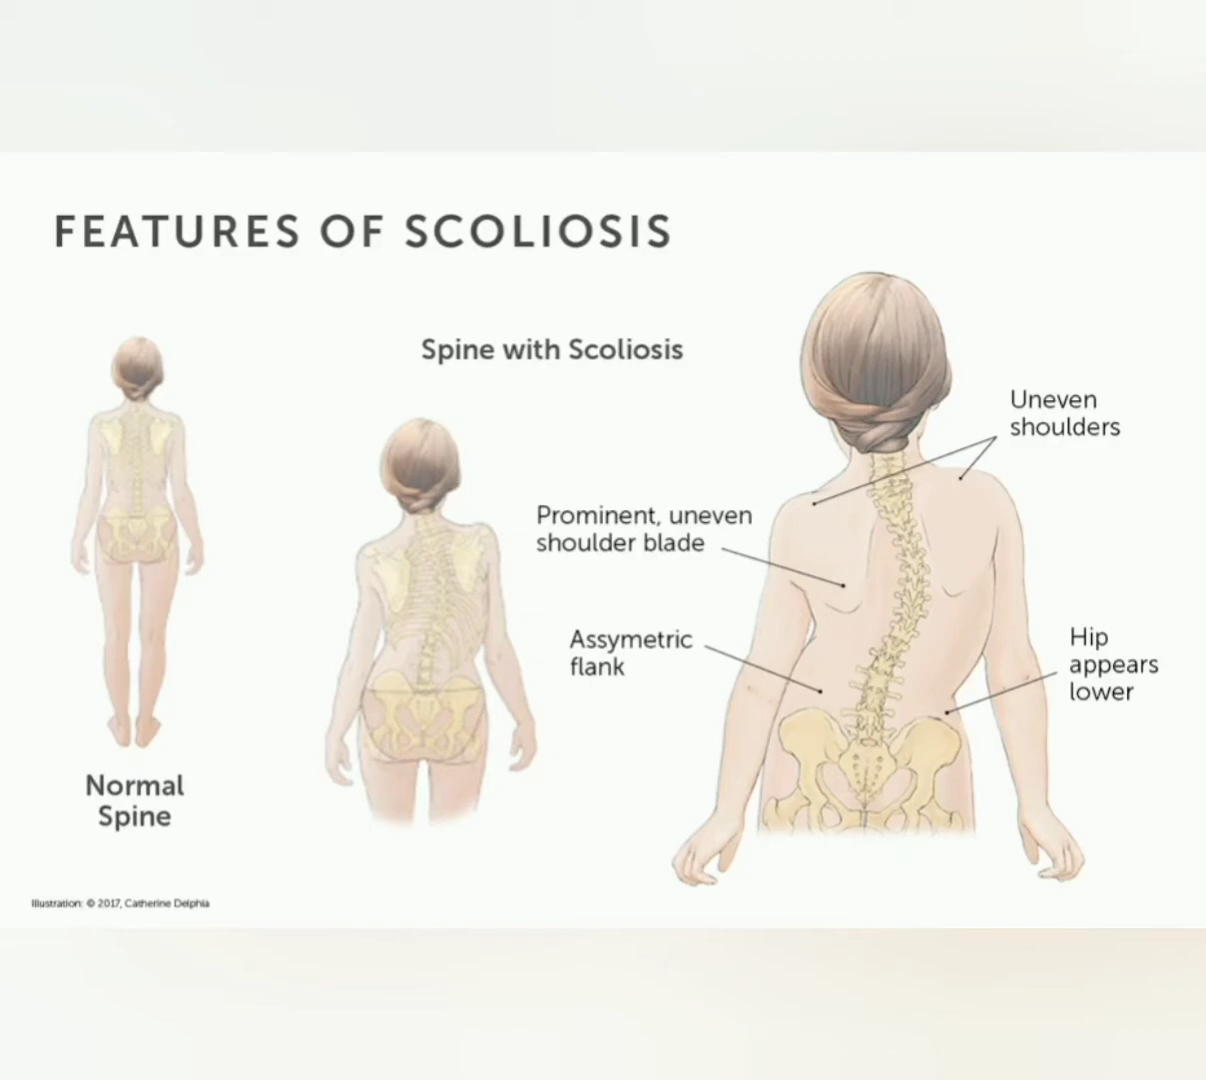 FEATURES OF SCOLIOSIS
Spine with Scoliosis
Uneven
shoulders
Prominent, uneven
shoulder blade
Assymetric
flank
Hip
appears
lower
Normal
Spine
Illustration: © 2017, Catherine Delphia